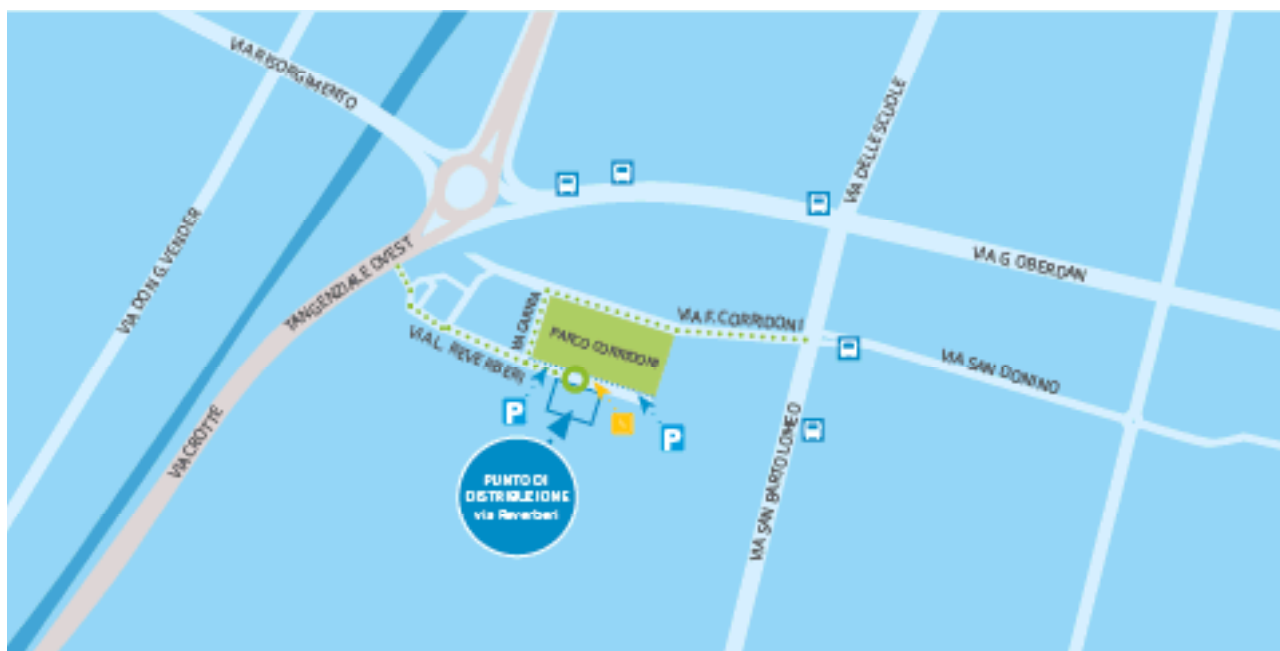 VIA RISORGIMENTO
VIA DELLE SCUOLE
VIA DON G. VENDER
TANGENZIALE OVEST
VIA G. OBERDAN
VIA
VIA F. CORRIDONI
PARCO CORRIDONI
VIA L. REVERBERI
VIA SAN DONINO
P
P
VIA CROTTE
VIA SAN BARTOLOMEO
PUNTO DI
DISTRIBUZIONE
via Reverberi